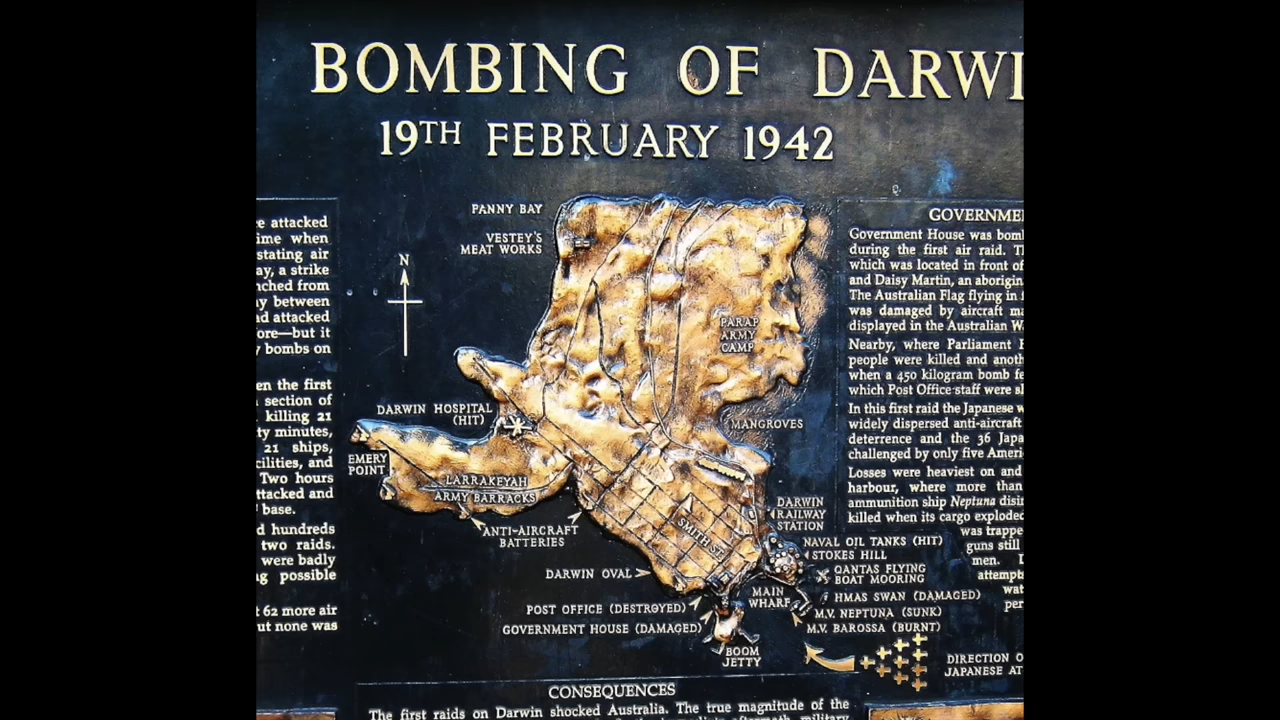 BOMBING OF DARWI
19TH FEBRUARY 1942
re attacked
ime when
stating air
ay, a strike
nched from
ny between
nd attacked
ore—but it
y bombs on
en the first
section of
killing 21
ty minutes,
21 ships,
cilities, and
Two hours
ttacked and
base.
d hundreds
two raids.
were badly
ng possible
t 62 more air
ut none was
PANNY BAY
VESTEY'S
MEAT WORKS
N
PARAP
ARMY
CAMP
DARWIN HOSPITAL
(HIT)
MANGROVES
EMERY
POINT
LARRAKEYAH
ARMY BARRACKS
ANTI-AIRCRAFT
BATTERIES
SMITH ST
DARWIN
RAILWAY
STATION
NAVAL OIL TANKS (HIT)
STOKES HILL
QANTAS FLYING
BOAT MOORING
DARWIN OVAL
MAIN
WHARF
HMAS SWAN (DAMAGED)
POST OFFICE (DESTROYED)
M.V. NEPTUNA (SUNK)
GOVERNMENT HOUSE (DAMAGED)
M.V. BAROSSA (BURNT)
BOOM
JETTY
DIRECTION O
JAPANESE AT
GOVERNME
Government House was bom
during the first air raid. T
which was located in front of
and Daisy Martin, an aborigin
The Australian Flag flying in f
was damaged by aircraft ma
displayed in the Australian W
Nearby, where Parliament H
people were killed and anoth
when a 450 kilogram bomb fe
which Post Office staff were sl
In this first raid the Japanese w
widely dispersed anti-aircraft
deterrence and the 36 Japa
challenged by only five Ameri
Losses were heaviest on and
harbour, where more than
ammunition ship Neptuna disin
killed when its cargo exploded
was trappe
guns still
men. L
attempts
wat
per
CONSEQUENCES
The first raids on Darwin shocked Australia. The true magnitude of the